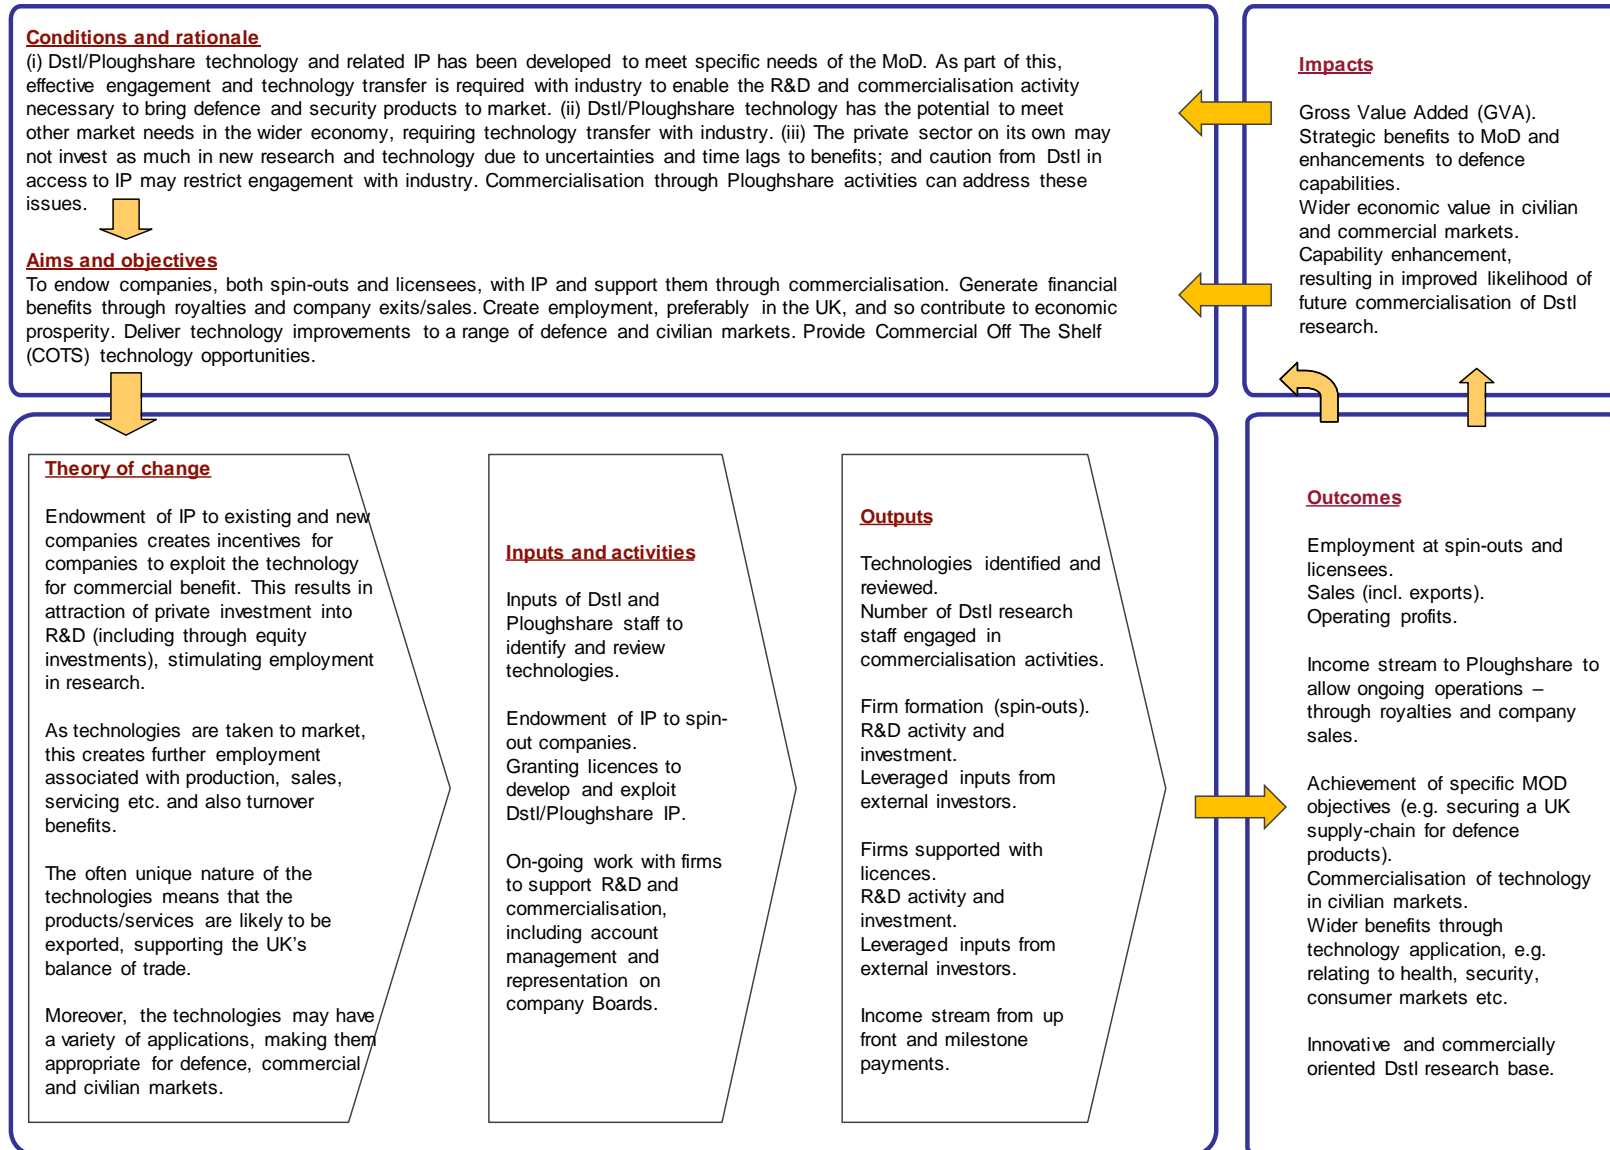 Conditions and rationale
(i) Dstl/Ploughshare technology and related IP has been developed to meet specific needs of the MoD. As part of this,
effective engagement and technology transfer is required with industry to enable the R&D and commercialisation activity
necessary to bring defence and security products to market. (ii) Dstl/Ploughshare technology has the potential to meet
other market needs in the wider economy, requiring technology transfer with industry. (iii) The private sector on its own may
not invest as much in new research and technology due to uncertainties and time lags to benefits; and caution from Dstl in
access to IP may restrict engagement with industry. Commercialisation through Ploughshare activities can address these
issues.
Aims and objectives
To endow companies, both spin-outs and licensees, with IP and support them through commercialisation. Generate financial
benefits through royalties and company exits/sales. Create employment, preferably in the UK, and so contribute to economic
prosperity. Deliver technology improvements to a range of defence and civilian markets. Provide Commercial Off The Shelf
(COTS) technology opportunities.
Impacts
Gross Value Added (GVA).
Strategic benefits to MoD and
enhancements to defence
capabilities.
Wider economic value in civilian
and commercial markets.
Capability enhancement,
resulting in improved likelihood of
future commercialisation of Dstl
research.
Theory of change
Endowment of IP to existing and new
companies creates incentives for
companies to exploit the technology
for commercial benefit. This results in
attraction of private investment into
R&D (including through equity
investments), stimulating employment
in research.
As technologies are taken to market,
this creates further employment
associated with production, sales,
servicing etc. and also turnover
benefits.
The often unique nature of the
technologies means that the
products/services are likely to be
exported, supporting the UK's
balance of trade.
Moreover, the technologies may have
a variety of applications, making them
appropriate for defence, commercial
and civilian markets.
Inputs and activities
Inputs of Dstl and
Ploughshare staff to
identify and review
technologies.
Endowment of IP to spin-
out companies.
Granting licences to
develop and exploit
Dstl/Ploughshare IP.
On-going work with firms
to support R&D and
commercialisation,
including account
management and
representation on
company Boards.
Outputs
Technologies identified and
reviewed.
Number of Dstl research
staff engaged in
commercialisation activities.
Firm formation (spin-outs).
R&D activity and
investment.
Leveraged inputs from
external investors.
Firms supported with
licences.
R&D activity and
investment.
Leveraged inputs from
external investors.
Income stream from up
front and milestone
payments.
Outcomes
Employment at spin-outs and
licensees.
Sales (incl. exports).
Operating profits.
Income stream to Ploughshare to
allow ongoing operations –
through royalties and company
sales.
Achievement of specific MOD
objectives (e.g. securing a UK
supply-chain for defence
products).
Commercialisation of technology
in civilian markets.
Wider benefits through
technology application, e.g.
relating to health, security,
consumer markets etc.
Innovative and commercially
oriented Dstl research base.